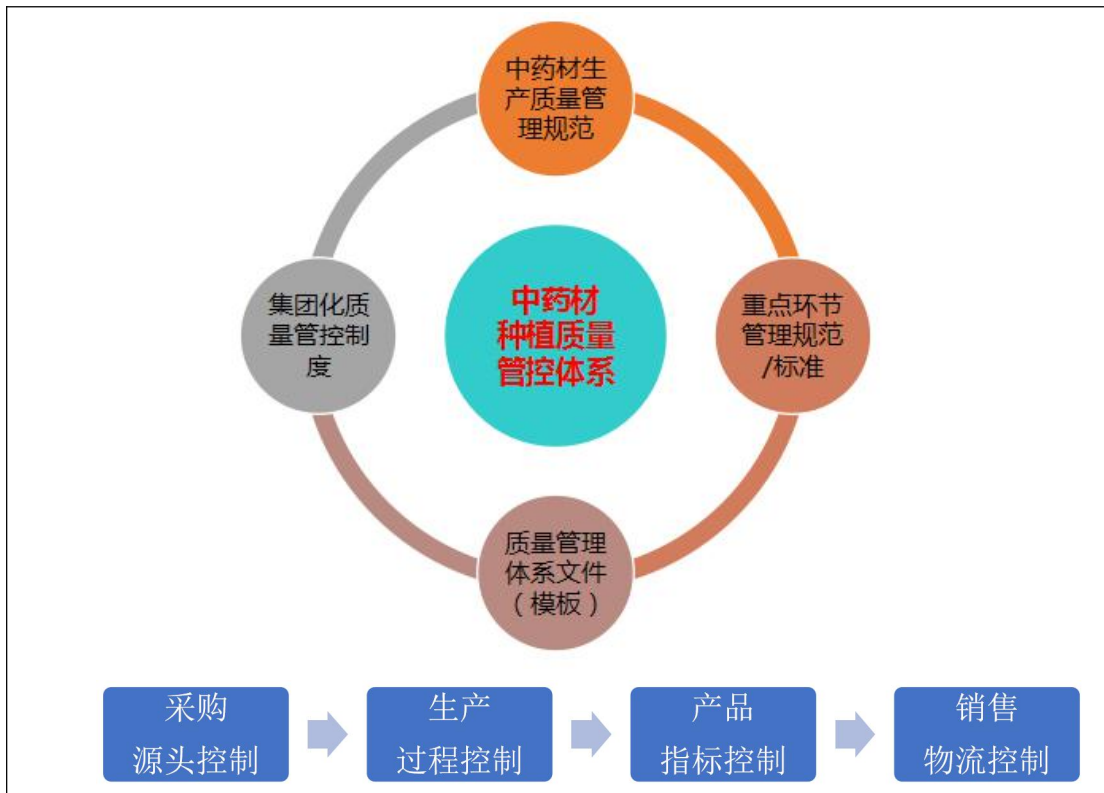 中药材生
产质量管
理规范
集团化质
量管控制
度
中药材
种植质量
管控体系
重点环节
管理规范
/标准
质量管理
体系文件
（模板）
采购
源头控制
生产
过程控制
产品
指标控制
销售
物流控制